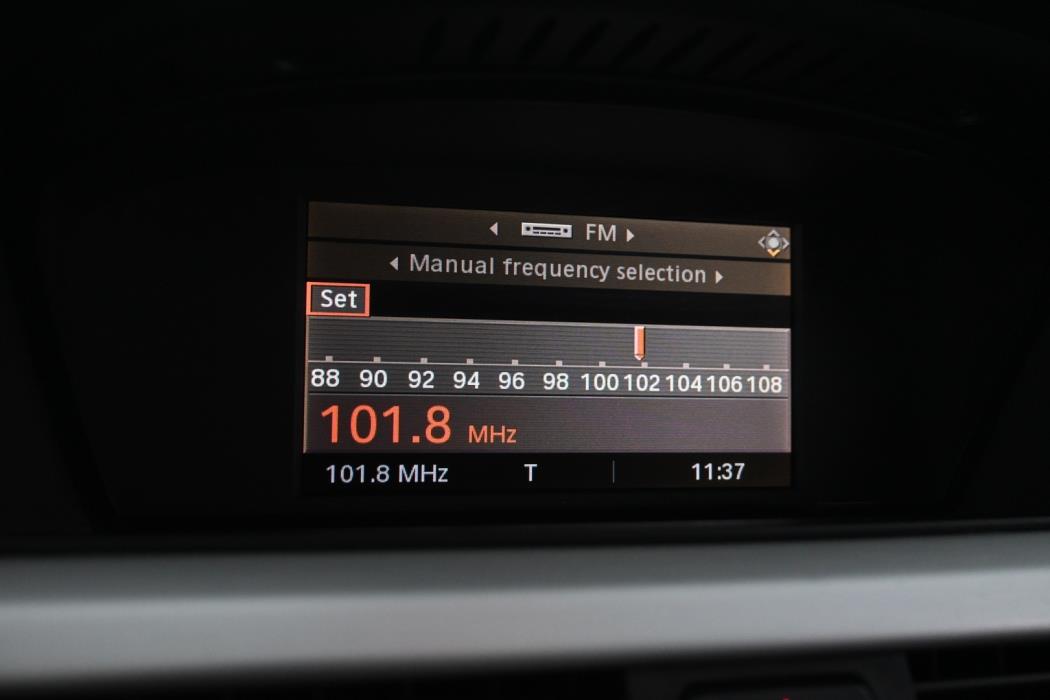 FM
Manual frequency selection
Set
88 90 92 94 96 98 100 102 104 106 108
101.8 MHz
101.8 MHz T 11:37